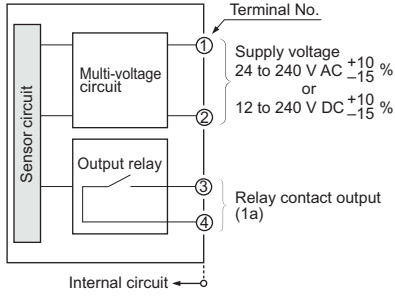 Terminal No.
Sensor circuit
Multi-voltage
circuit
1
2
Supply voltage
24 to 240 V AC +10 –15 %
or
12 to 240 V DC +10 –15 %
Output relay
3
4
Relay contact output
(1a)
Internal circuit